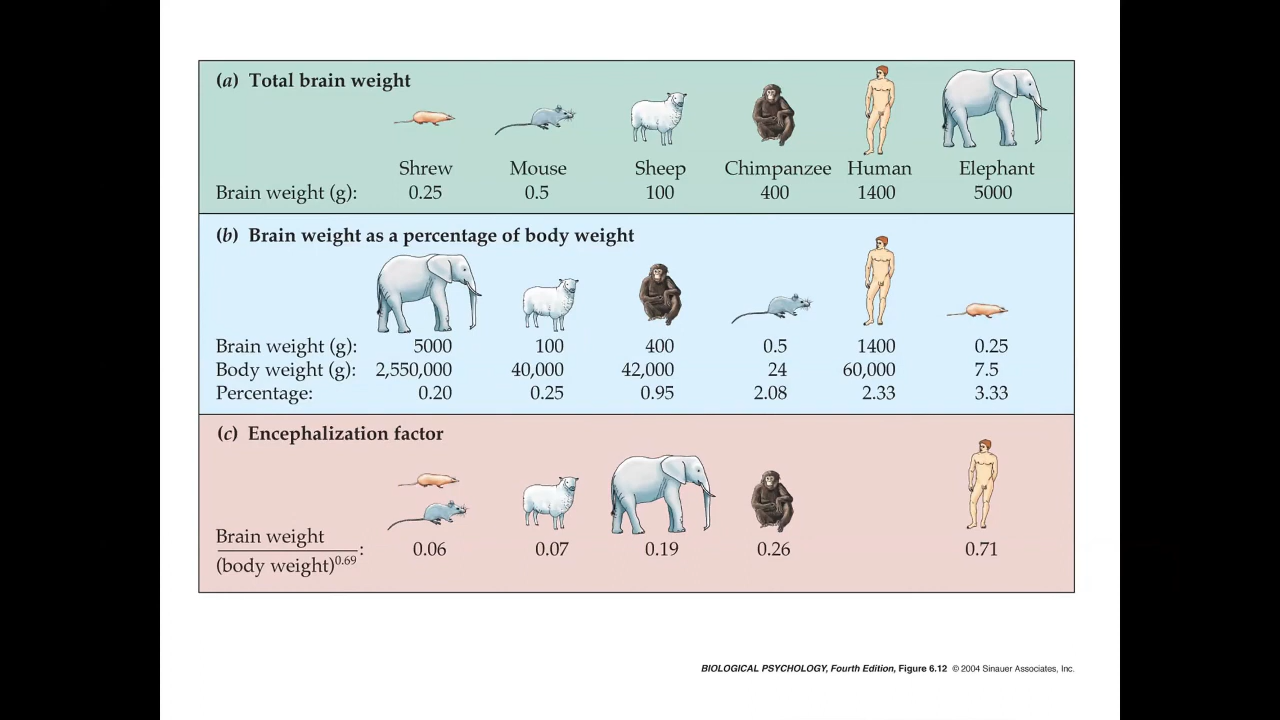 (a) Total brain weight
Shrew Mouse Sheep Chimpanzee Human Elephant
Brain weight (g): 0.25 0.5 100 400 1400 5000
(b) Brain weight as a percentage of body weight
Brain weight (g): 5000 100 400 0.5 1400 0.25
Body weight (g): 2,550,000 40,000 42,000 24 60,000 7.5
Percentage: 0.20 0.25 0.95 2.08 2.33 3.33
(c) Encephalization factor
Brain weight
(body weight)0.69 : 0.06 0.07 0.19 0.26 0.71
BIOLOGICAL PSYCHOLOGY, Fourth Edition, Figure 6.12 © 2004 Sinauer Associates, Inc.